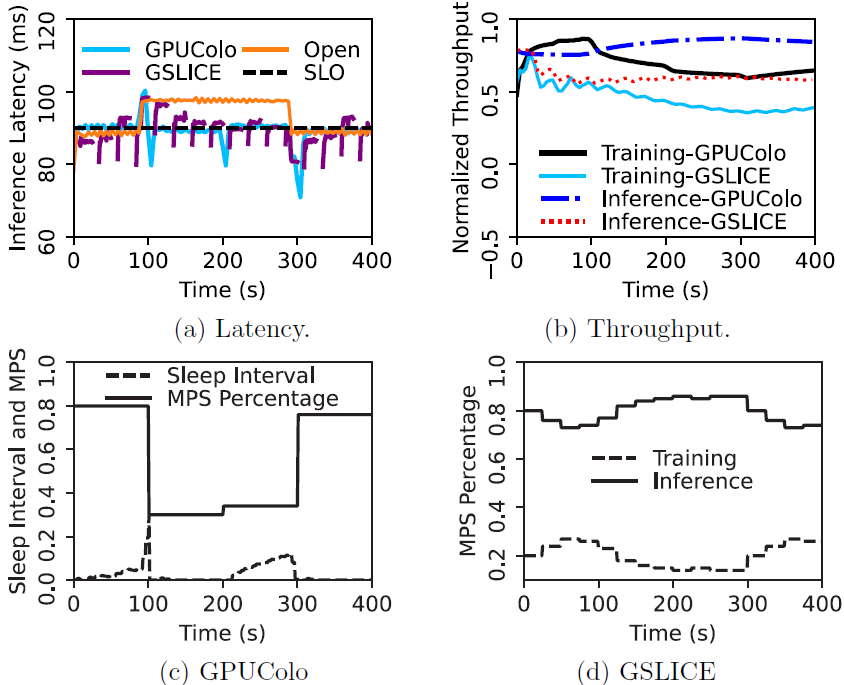 Inference Latency (ms)
120
100
80
60
GPUColo
GSLICE
Open
SLO
0 100 200 300 400
Time (s)
(a) Latency.
Normalized Throughput
1.0
0.5
0.0
−0.5
Training-GPUColo
Training-GSLICE
Inference-GPUColo
Inference-GSLICE
0 100 200 300 400
Time (s)
(b) Throughput.
Sleep Interval and MPS
1.0
0.8
0.6
0.4
0.2
0.0
Sleep Interval
MPS Percentage
0 100 200 300 400
Time (s)
(c) GPUColo
MPS Percentage
1.0
0.8
0.6
0.4
0.2
Training
Inference
0 100 200 300 400
Time (s)
(d) GSLICE